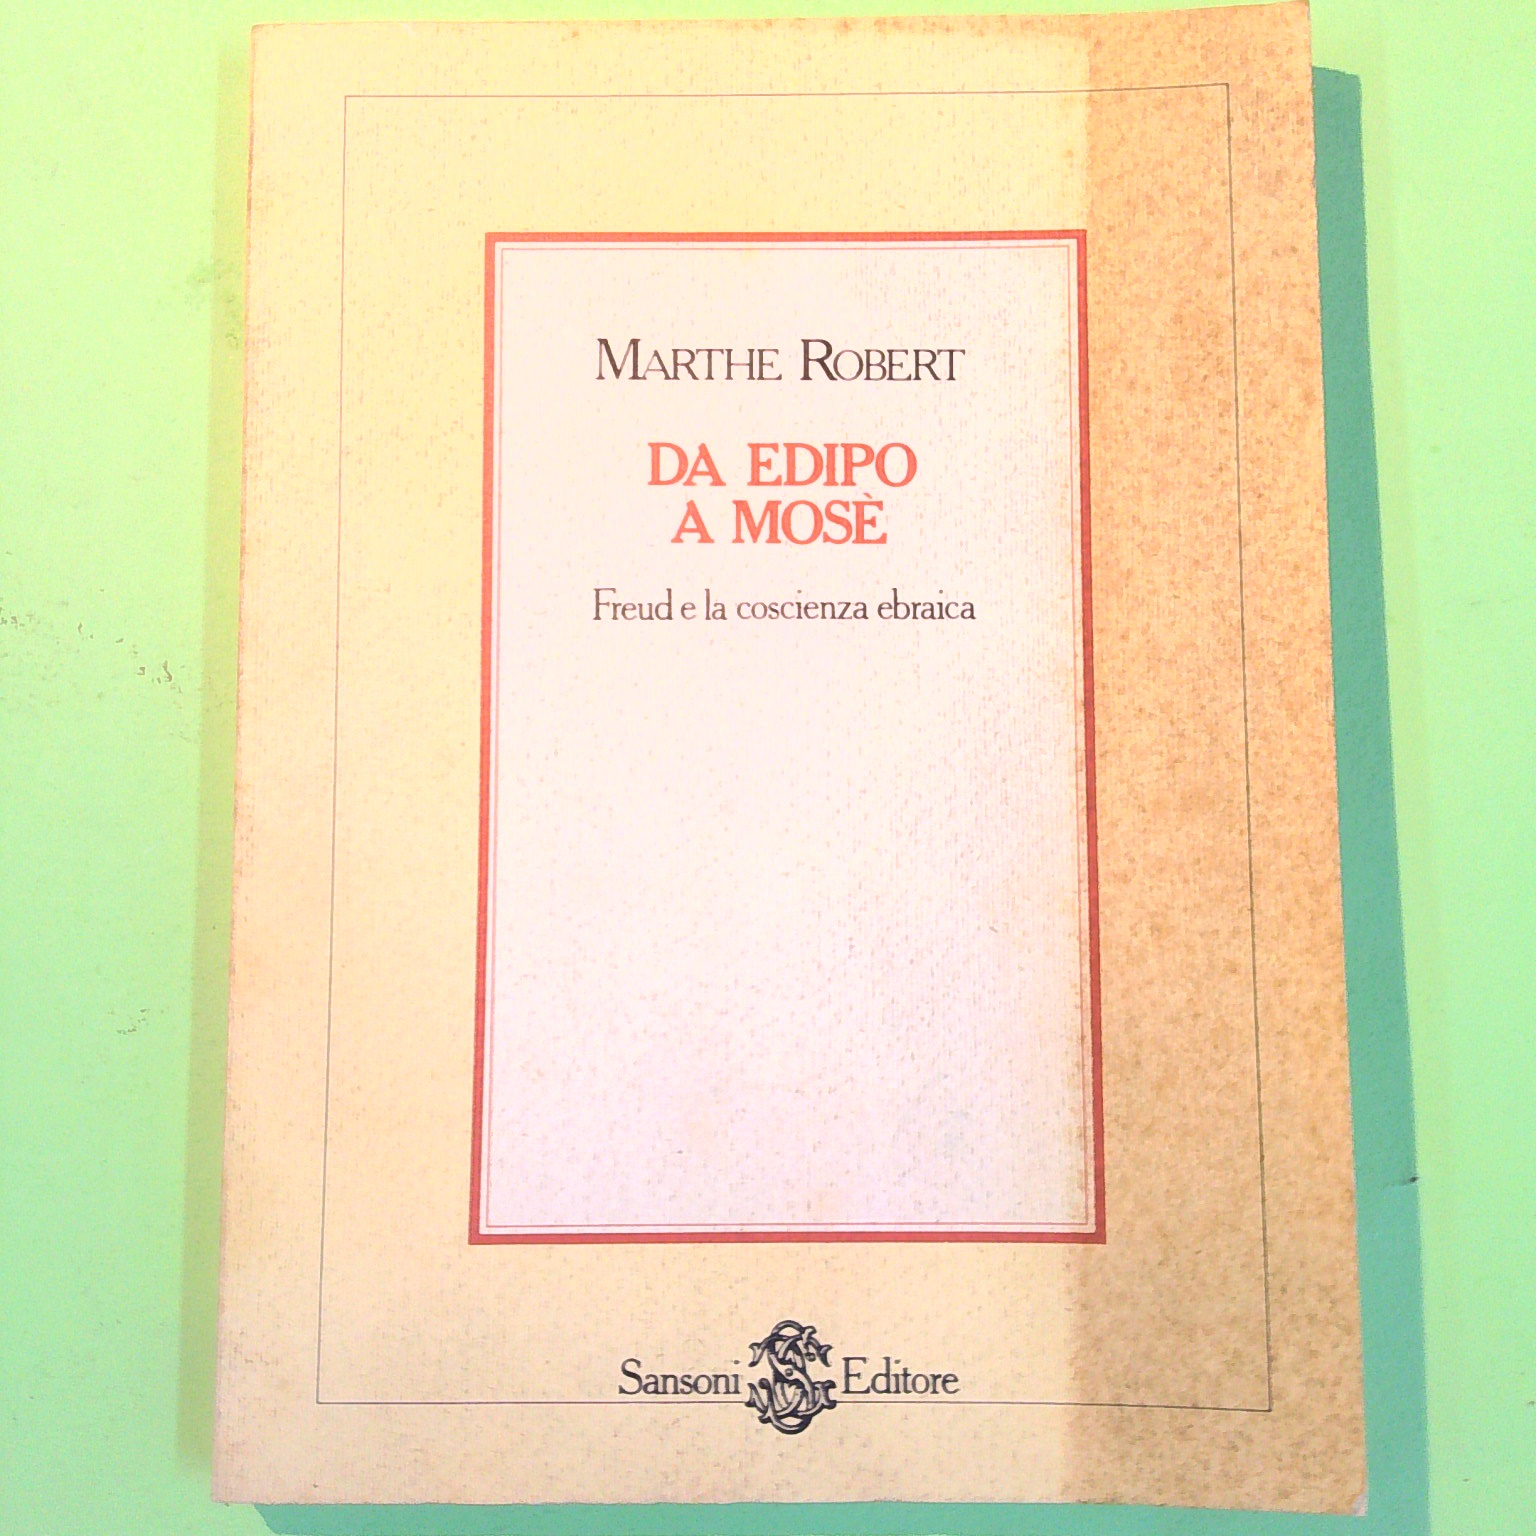 MARTHE ROBERT
DA EDIPO
A MOSÈ
Freud e la coscienza ebraica
Sansoni Editore